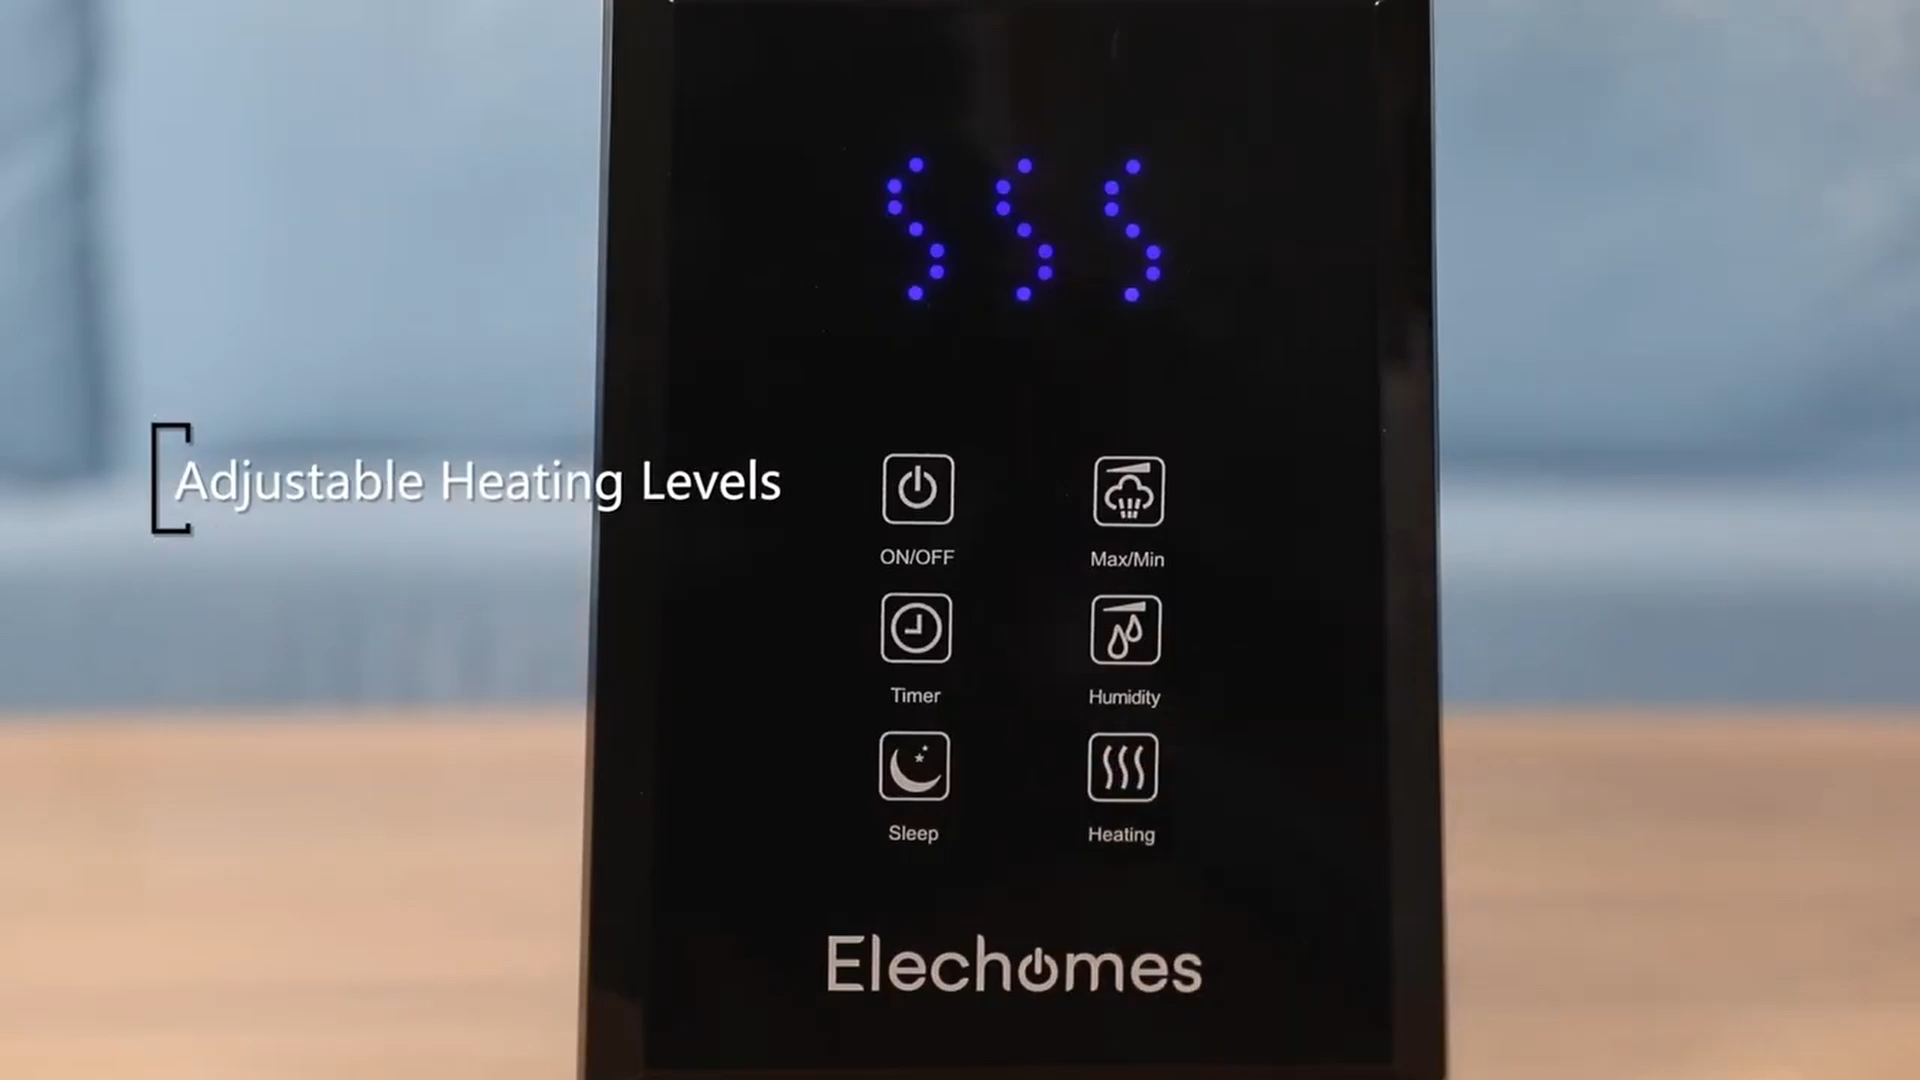 Adjustable Heating Levels
ON/OFF
Max/Min
Timer
Humidity
Sleep
Heating
Elechomes